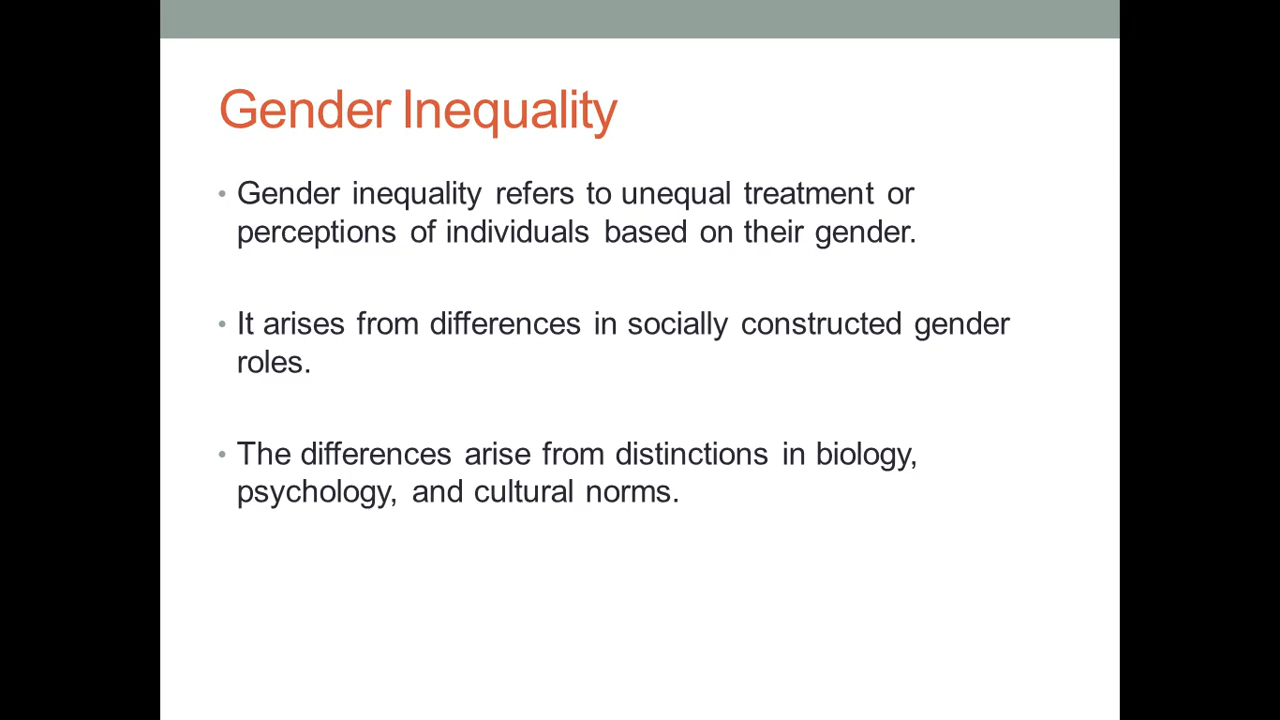 Gender Inequality
• Gender inequality refers to unequal treatment or
perceptions of individuals based on their gender.
• It arises from differences in socially constructed gender
roles.
• The differences arise from distinctions in biology,
psychology, and cultural norms.